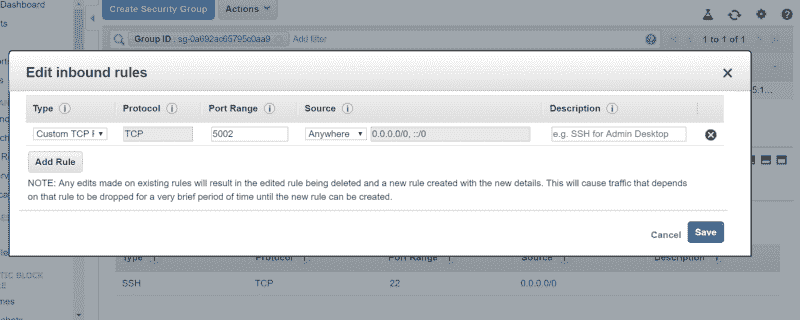 Dashboard
Create Security Group
Actions
Group ID : sg-0a692ac65795c0aa9
Add filter
1 to 1 of 1
Edit inbound rules
Type
Protocol
Port Range
Source
Description
Custom TCP F
TCP
5002
Anywhere
0.0.0.0/0, ::/0
e.g. SSH for Admin Desktop
Add Rule
NOTE: Any edits made on existing rules will result in the edited rule being deleted and a new rule created with the new details. This will cause traffic that depends
on that rule to be dropped for a very brief period of time until the new rule can be created.
Cancel
Save
Type
Protocol
Port Range
Source
Description
SSH
TCP
22
0.0.0.0/0
TIC BLOCK